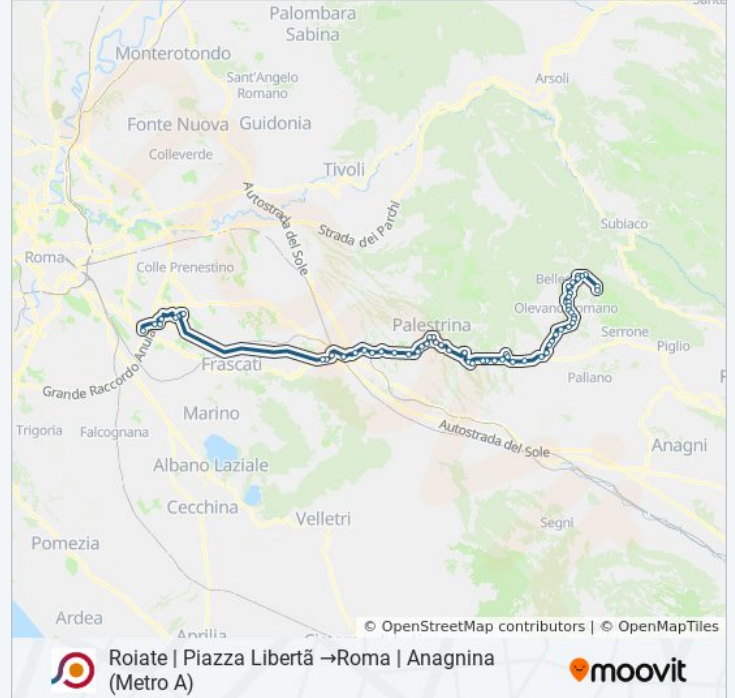 Palombara
Sabina
Monterotondo
Sant'Angelo
Romano
Arsoli
Fonte Nuova
Guidonia
Colleverde
Tivoli
Autostrada del Sole
Strada dei Parchi
Subiaco
Roma
Colle Prenestino
Olevano Romano
Palestrina
Serrone
Piglio
Frascati
Grande Raccordo Anula
Paliano
Marino
Trigoria
Falcognana
Autostrada del Sole
Anagni
Albano Laziale
Cecchina
Velletri
Segni
Pomezia
Ardea
Aprilia
© OpenStreetMap contributors | © OpenMapTiles
Roiate | Piazza Libertã →Roma | Anagnina
(Metro A)
moovit